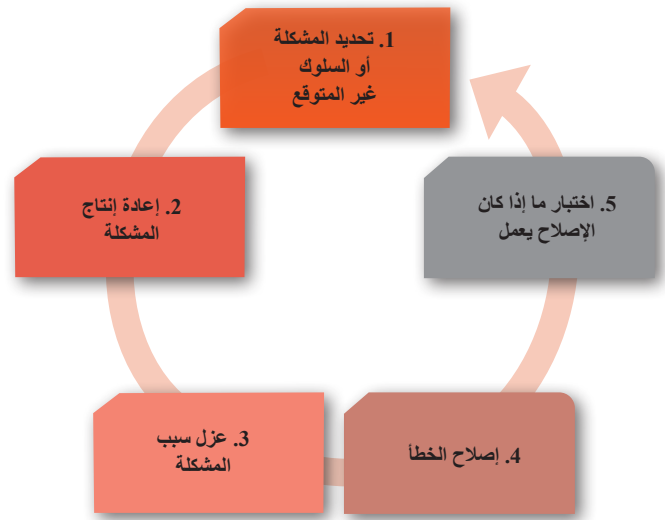 1. تحديد المشكلة
أو السلوك
غير المتوقع
2. إعادة إنتاج
المشكلة
3. عزل سبب
المشكلة
4. إصلاح الخطأ
5. اختبار ما إذا كان
الإصلاح يعمل